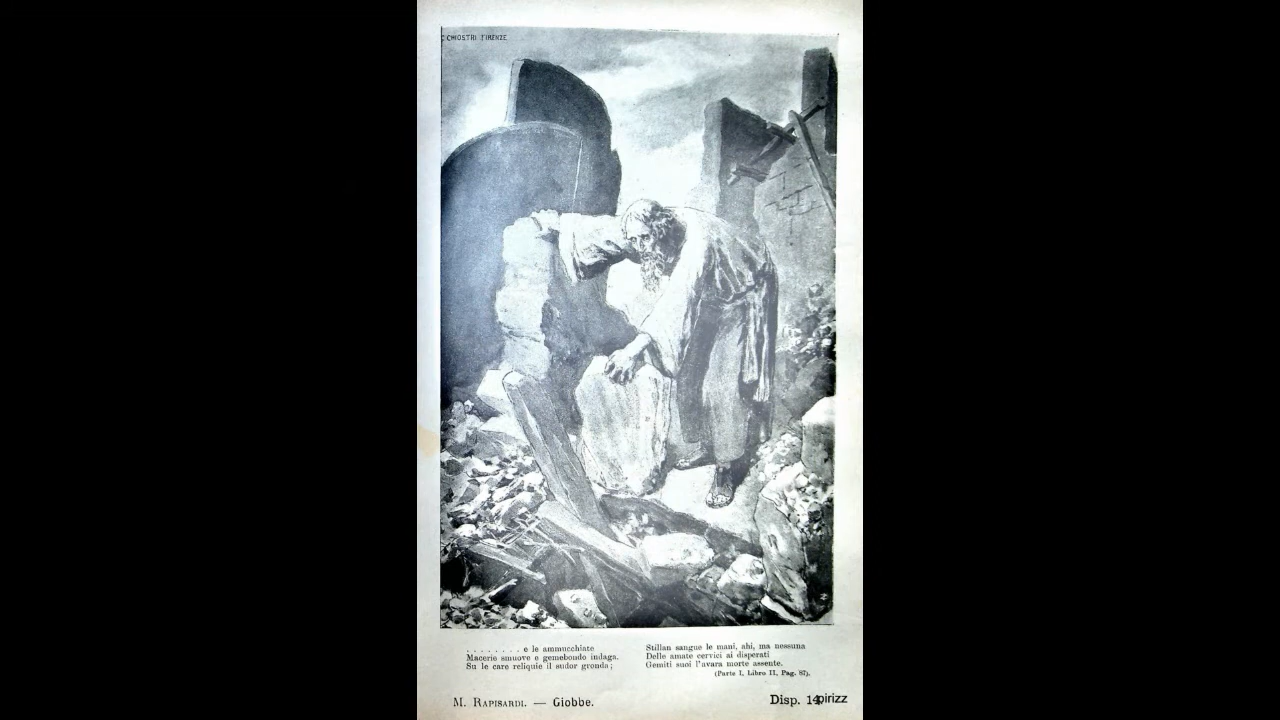 C. CHIOSTRI FIRENZE
. . . . . . . . e le ammucchiate
Macerie smuove e gemebondo indaga.
Su le care reliquie il sudor gronda;
Stillan sangue le mani, ahi, ma nessuna
Delle amate cervici ai disperati
Gemiti suoi l'avara morte assente.
(Parte I, Libro II, Pag. 87).
M. RAPISARDI. — Giobbe.
Disp. 14.
pirizz